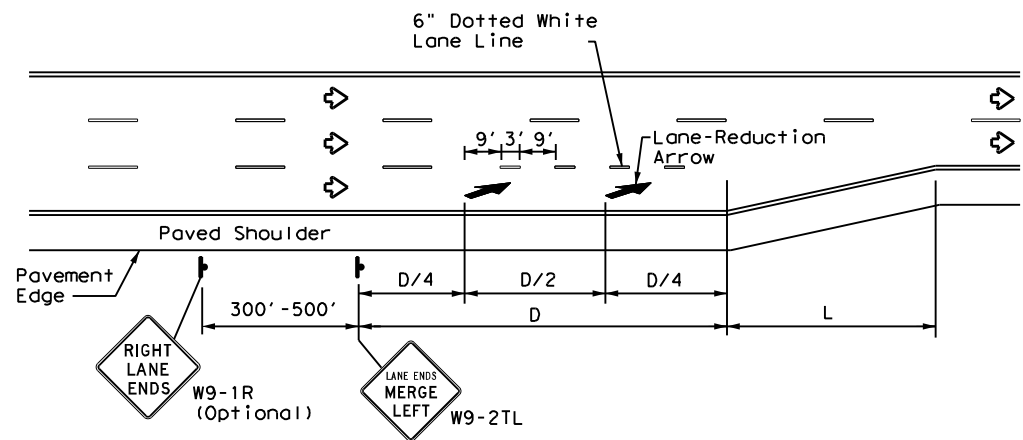 6" Dotted White
Lane Line
9' 3' 9'
Lane-Reduction
Arrow
Paved Shoulder
Pavement
Edge
D/4 D/2 D/4
300'-500' D L
RIGHT
LANE
ENDS
W9-1R
(Optional)
LANE ENDS
MERGE
LEFT
W9-2TL